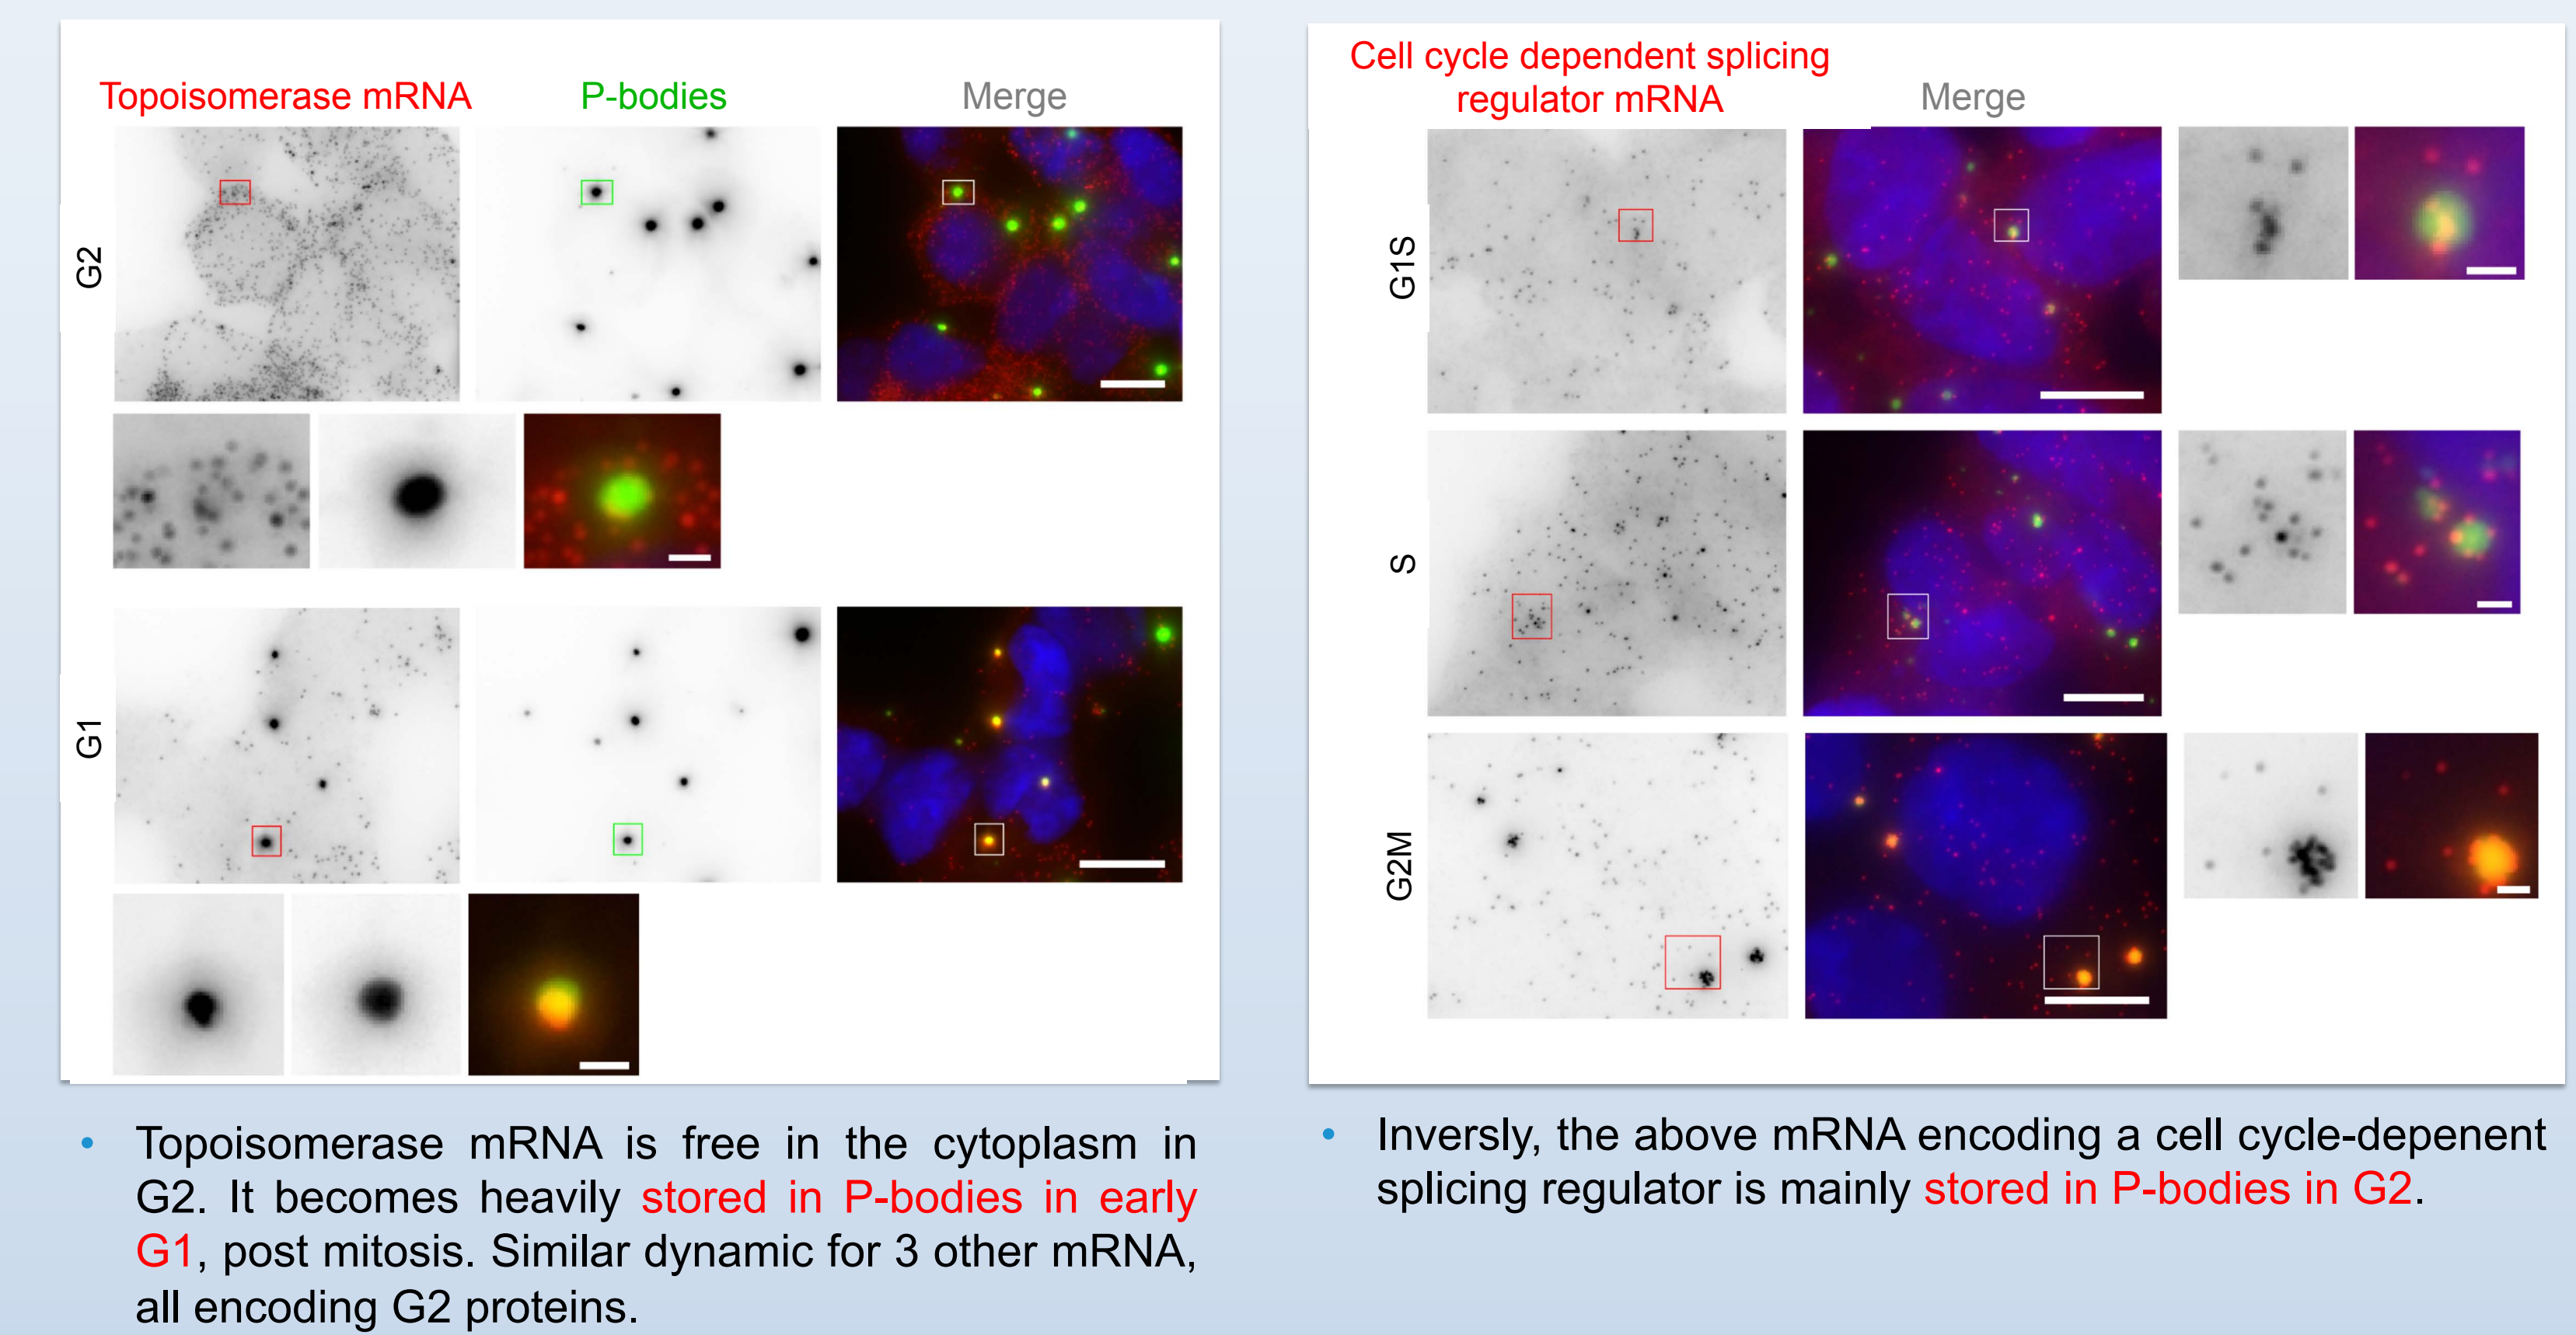 Topoisomerase mRNA
P-bodies
Merge
G2
G1
• Topoisomerase mRNA is free in the cytoplasm in
G2. It becomes heavily stored in P-bodies in early
G1, post mitosis. Similar dynamic for 3 other mRNA,
all encoding G2 proteins.
Cell cycle dependent splicing
regulator mRNA
Merge
G1S
S
G2M
• Inversly, the above mRNA encoding a cell cycle-depenent
splicing regulator is mainly stored in P-bodies in G2.